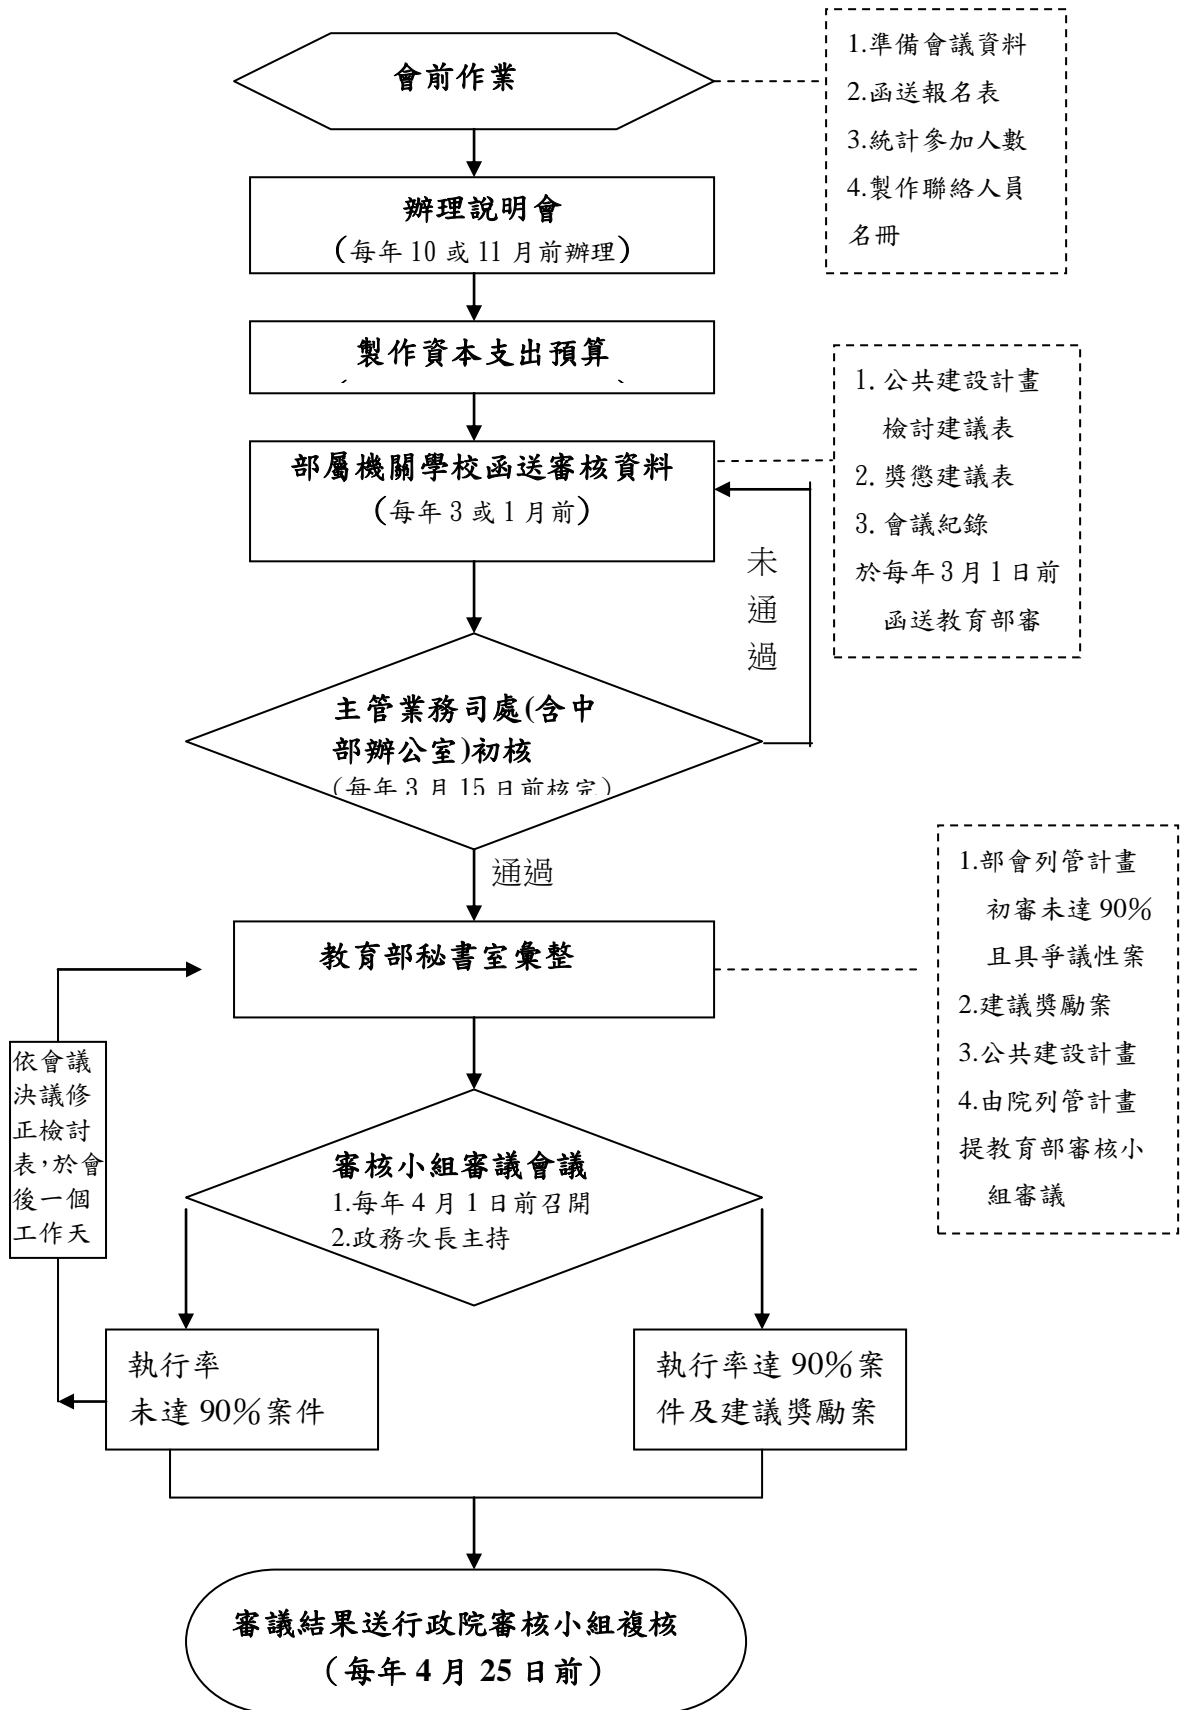 會前作業
1.準備會議資料
2.函送報名表
3.統計參加人數
4.製作聯絡人員
名冊
辦理說明會
(每年 10 或 11 月前辦理)
製作資本支出預算
部屬機關學校函送審核資料
(每年 3 或 1 月前)
1. 公共建設計畫
檢討建議表
2. 獎懲建議表
3. 會議紀錄
於每年 3 月 1 日前
函送教育部審
未
通
過
主管業務司處(含中
部辦公室)初核
(每年 3 月 15 日前核完)
通過
教育部秘書室彙整
1.部會列管計畫
初審未達 90%
且具爭議性案
2.建議獎勵案
3.公共建設計畫
4.由院列管計畫
提教育部審核小
組審議
依會議
決議修
正檢討
表，於會
後一個
工作天
審核小組審議會議
1.每年 4 月 1 日前召開
2.政務次長主持
執行率
未達 90%案件
執行率達 90%案
件及建議獎勵案
審議結果送行政院審核小組複核
（每年 4 月 25 日前）